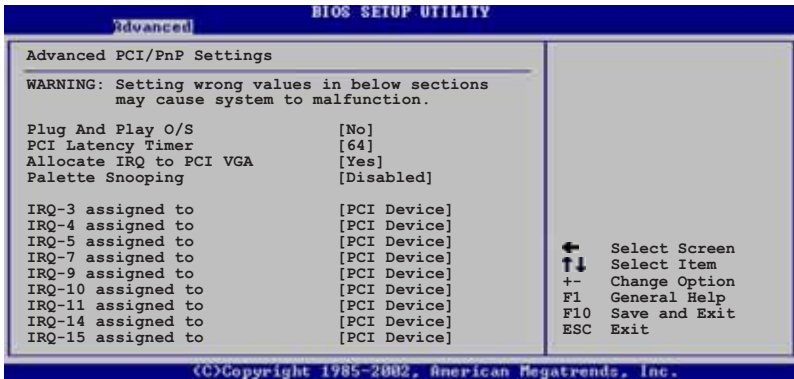 BIOS SETUP UTILITY
Advanced
Advanced PCI/PnP Settings
WARNING: Setting wrong values in below sections
may cause system to malfunction.
Plug And Play O/S [No]
PCI Latency Timer [64]
Allocate IRQ to PCI VGA [Yes]
Palette Snooping [Disabled]
IRQ-3 assigned to [PCI Device]
IRQ-4 assigned to [PCI Device]
IRQ-5 assigned to [PCI Device]
IRQ-7 assigned to [PCI Device]
IRQ-9 assigned to [PCI Device]
IRQ-10 assigned to [PCI Device]
IRQ-11 assigned to [PCI Device]
IRQ-14 assigned to [PCI Device]
IRQ-15 assigned to [PCI Device]
← Select Screen
↑↓ Select Item
+- Change Option
F1 General Help
F10 Save and Exit
ESC Exit
(C)Copyright 1985-2002, American Megatrends, Inc.